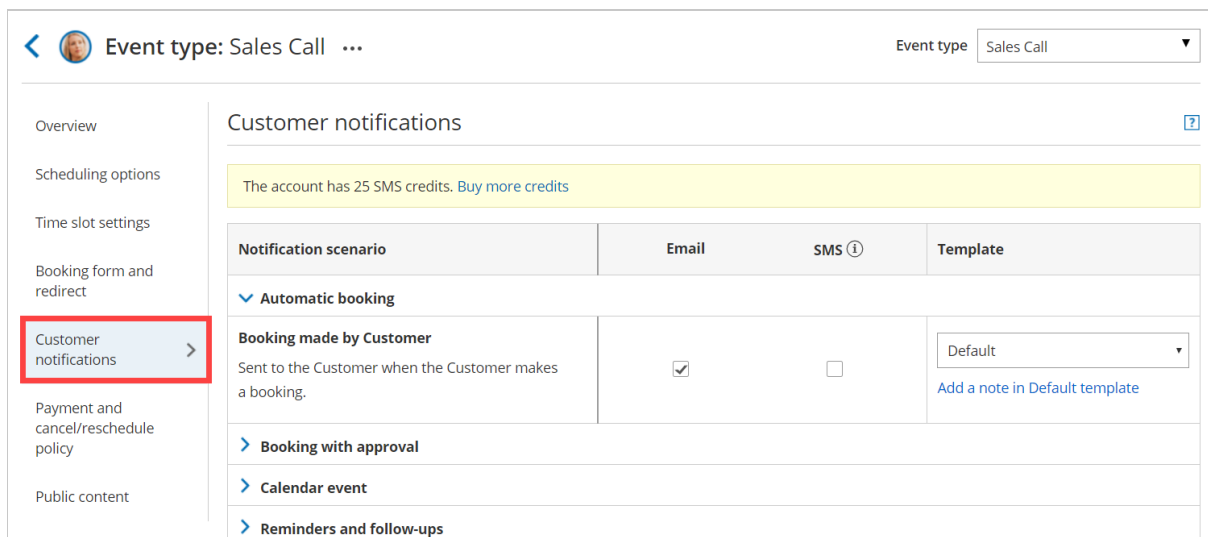 Event type: Sales Call ...
Event type Sales Call
Overview
Scheduling options
Time slot settings
Booking form and
redirect
Customer
notifications
Payment and
cancel/reschedule
policy
Public content
Customer notifications
?
The account has 25 SMS credits. Buy more credits
Notification scenario Email SMS i Template
Automatic booking
Booking made by Customer
Sent to the Customer when the Customer makes
a booking.
Default
Add a note in Default template
Booking with approval
Calendar event
Reminders and follow-ups